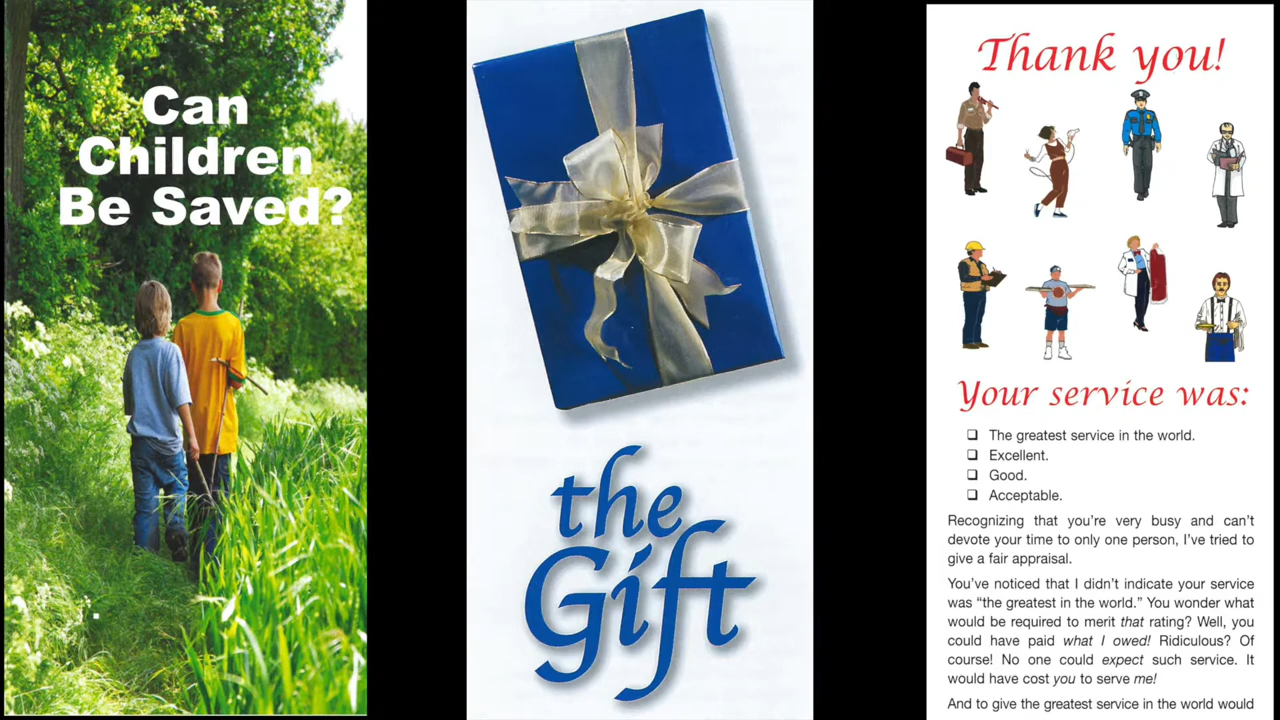 Can
Children
Be Saved?
the
Gift
Thank you!
Your service was:
❑ The greatest service in the world.
❑ Excellent.
❑ Good.
❑ Acceptable.
Recognizing that you’re very busy and can’t
devote your time to only one person, I’ve tried to
give a fair appraisal.
You’ve noticed that I didn’t indicate your service
was “the greatest in the world.” You wonder what
would be required to merit that rating? Well, you
could have paid what I owed! Ridiculous? Of
course! No one could expect such service. It
would have cost you to serve me!
And to give the greatest service in the world would